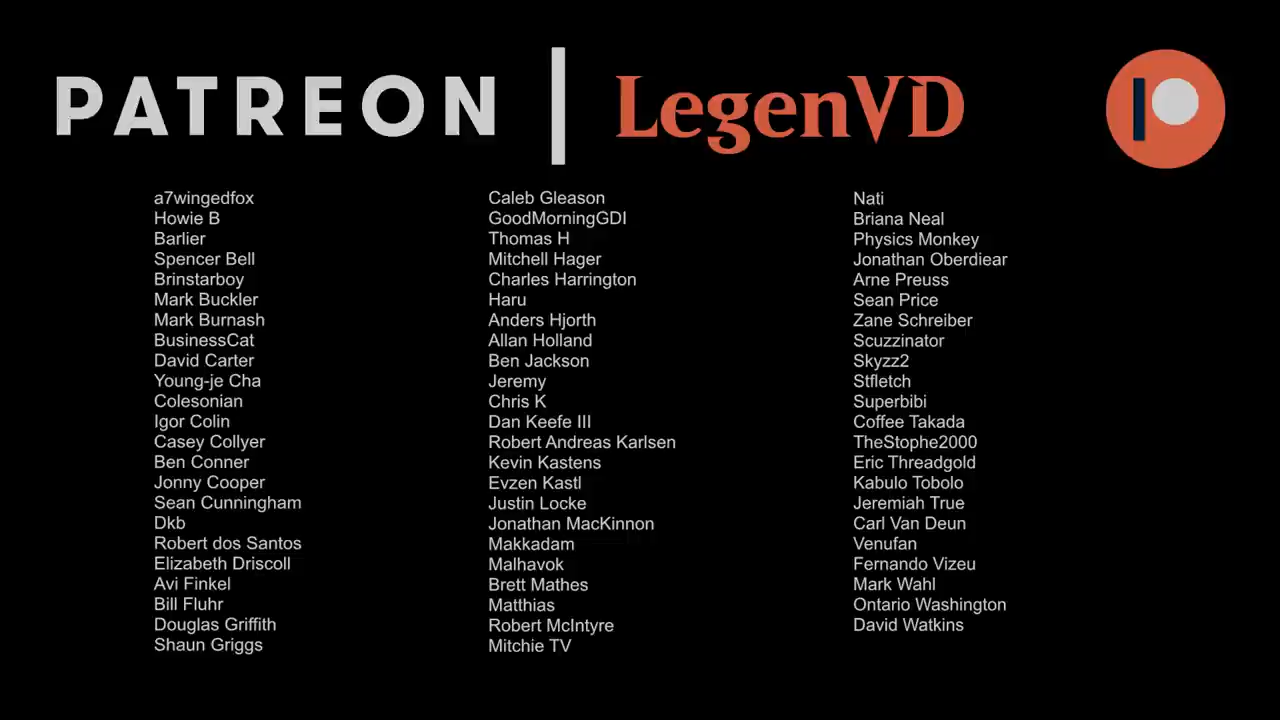 PATREON | LegenVD
a7wingedfox
Howie B
Barlier
Spencer Bell
Brinstarboy
Mark Buckler
Mark Burnash
BusinessCat
David Carter
Young-je Cha
Colesonian
Igor Colin
Casey Collyer
Ben Conner
Jonny Cooper
Sean Cunningham
Dkb
Robert dos Santos
Elizabeth Driscoll
Avi Finkel
Bill Fluhr
Douglas Griffith
Shaun Griggs
Caleb Gleason
GoodMorningGDI
Thomas H
Mitchell Hager
Charles Harrington
Haru
Anders Hjorth
Allan Holland
Ben Jackson
Jeremy
Chris K
Dan Keefe III
Robert Andreas Karlsen
Kevin Kastens
Evzen Kastl
Justin Locke
Jonathan MacKinnon
Makkadam
Malhavok
Brett Mathes
Matthias
Robert McIntyre
Mitchie TV
Nati
Briana Neal
Physics Monkey
Jonathan Oberdiear
Arne Preuss
Sean Price
Zane Schreiber
Scuzzinator
Skyzz2
Stfletch
Superbibi
Coffee Takada
TheStophe2000
Eric Threadgold
Kabulo Tobolo
Jeremiah True
Carl Van Deun
Venufan
Fernando Vizeu
Mark Wahl
Ontario Washington
David Watkins